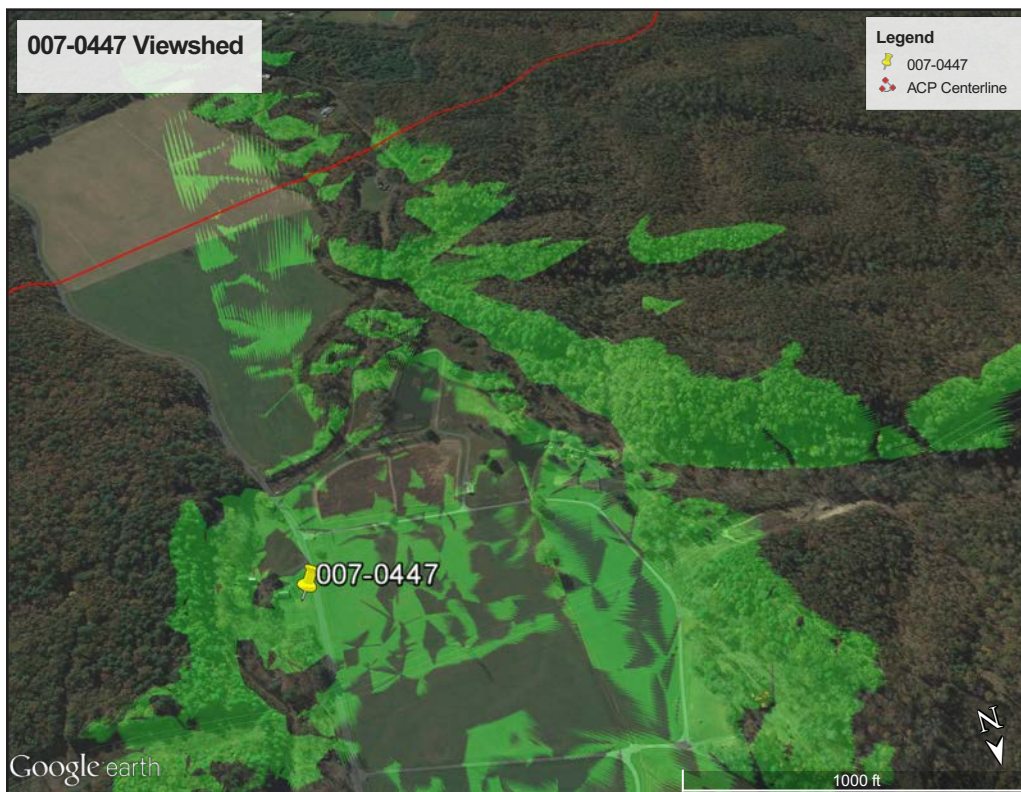 007-0447 Viewshed
Legend
007-0447
ACP Centerline
007-0447
N
Google earth
1000 ft